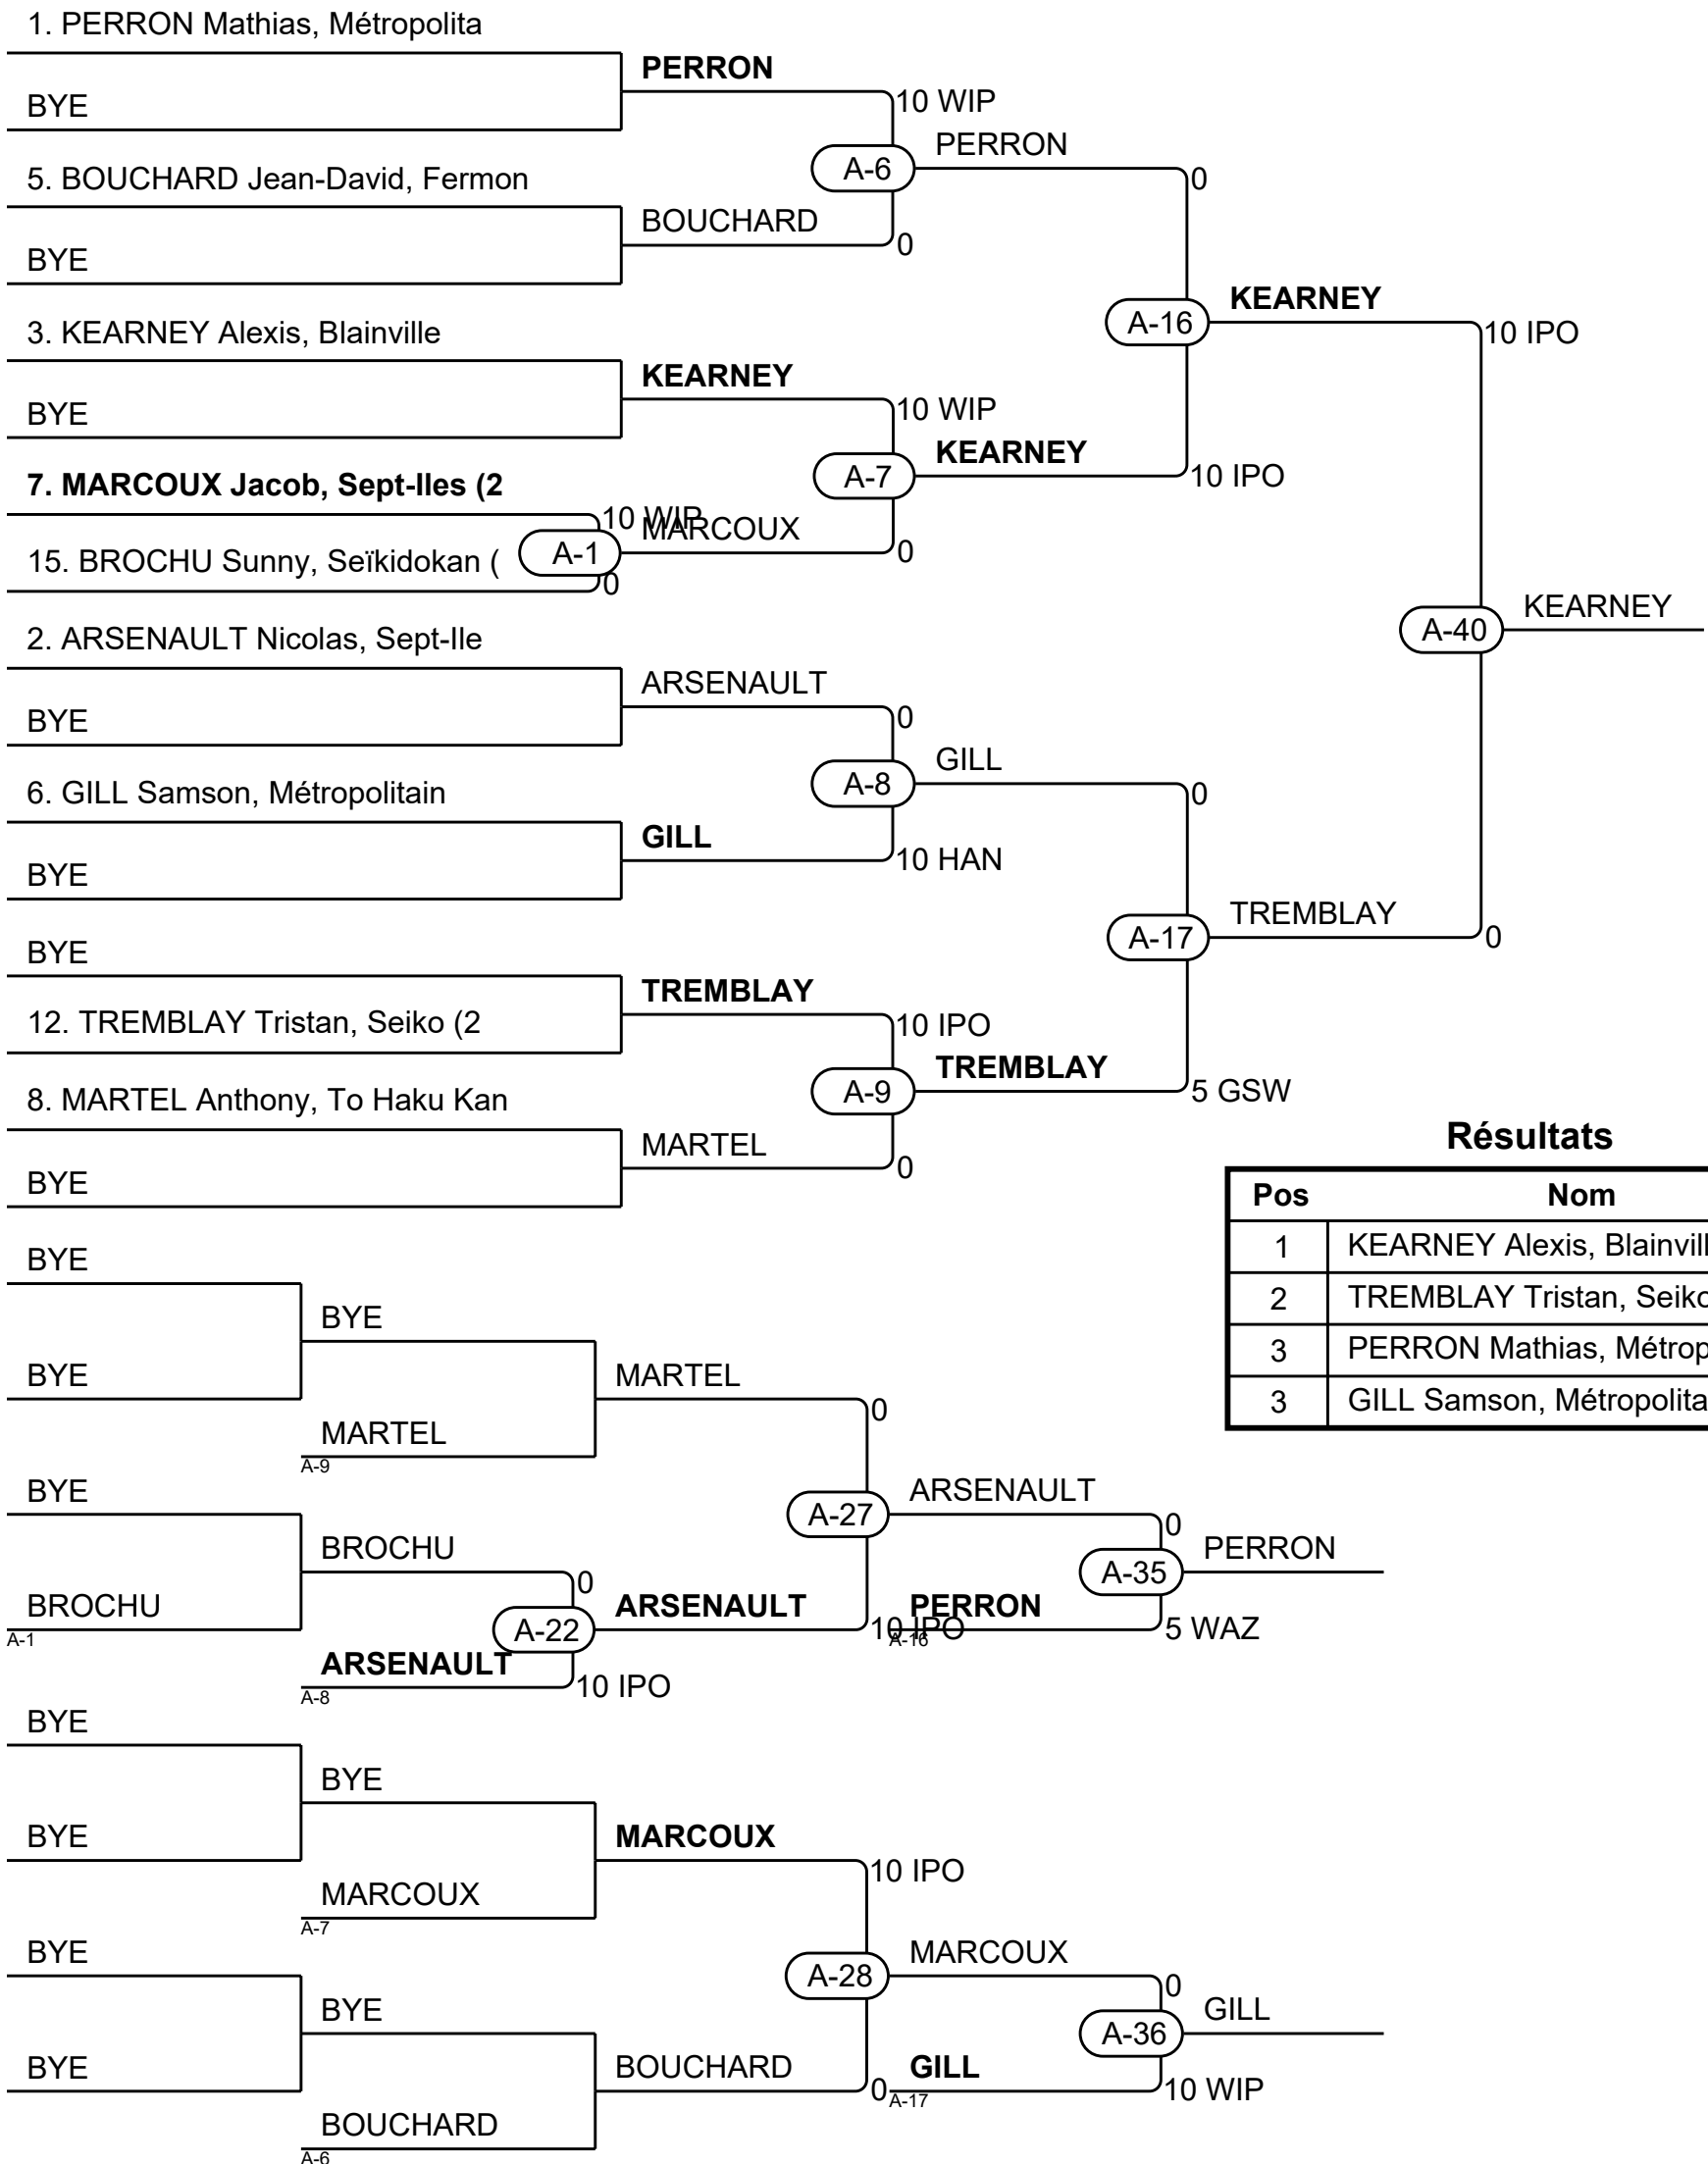 1. PERRON Mathias, Métropolita
PERRON
10 WIP
BYE
PERRON
A-6
0
5. BOUCHARD Jean-David, Fermon
BOUCHARD
0
BYE
KEARNEY
A-16
10 IPO
3. KEARNEY Alexis, Blainville
KEARNEY
10 WIP
BYE
KEARNEY
A-7
10 IPO
7. MARCOUX Jacob, Sept-Iles (2
10 WIP
MARCOUX
A-1
0
15. BROCHU Sunny, Seïkidokan (
0
KEARNEY
A-40
2. ARSENAULT Nicolas, Sept-Ile
ARSENAULT
0
BYE
GILL
A-8
0
6. GILL Samson, Métropolitain
GILL
10 HAN
BYE
TREMBLAY
A-17
0
BYE
TREMBLAY
10 IPO
12. TREMBLAY Tristan, Seiko (2
TREMBLAY
A-9
5 GSW
8. MARTEL Anthony, To Haku Kan
MARTEL
0
BYE
Résultats
Pos Nom
1 KEARNEY Alexis, Blainvill
2 TREMBLAY Tristan, Seiko
3 PERRON Mathias, Métrop
3 GILL Samson, Métropolita
BYE
BYE
BYE
MARTEL
0
MARTEL
A-9
BYE
ARSENAULT
A-27
0
BROCHU
0
PERRON
A-35
BROCHU
A-1
A-22
ARSENAULT
10 IPO
PERRON
A-16
5 WAZ
ARSENAULT
A-8
10 IPO
BYE
BYE
BYE
MARCOUX
10 IPO
MARCOUX
A-7
BYE
MARCOUX
A-28
0
BYE
GILL
A-36
BYE
BOUCHARD
0
GILL
A-17
10 WIP
BOUCHARD
A-6